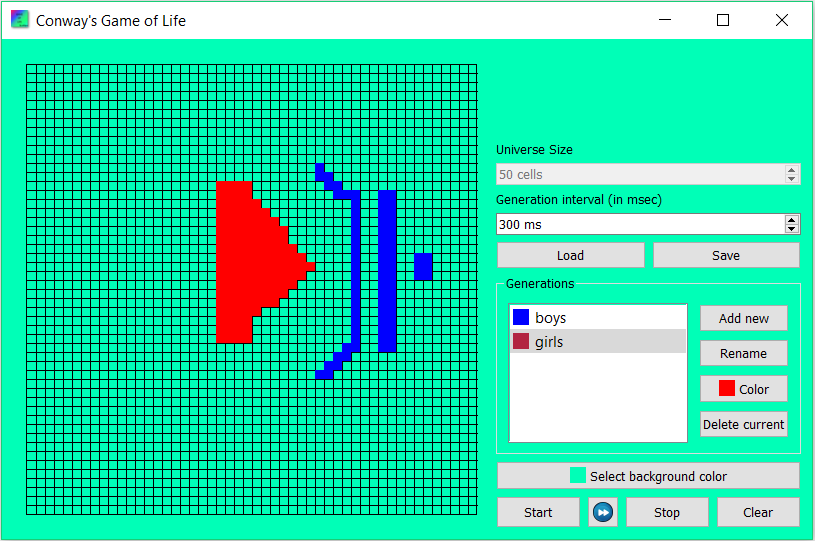 Conway's Game of Life
Universe Size
50 cells
Generation interval (in msec)
300 ms
Load
Save
Generations
boys
girls
Add new
Rename
Color
Delete current
Select background color
Start
Stop
Clear